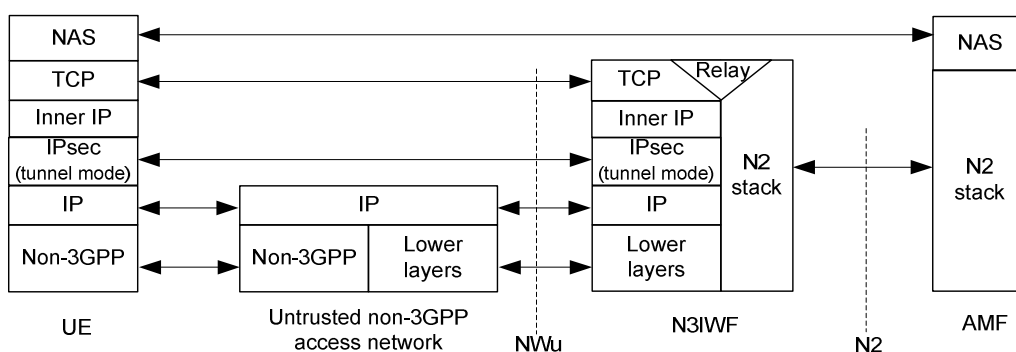 NAS
TCP
Inner IP
IPsec
(tunnel mode)
IP
Non-3GPP
UE
IP
Non-3GPP
Lower
layers
Untrusted non-3GPP
access network
NWu
TCP
Relay
Inner IP
IPsec
(tunnel mode)
IP
Lower
layers
N2
stack
N3IWF
N2
NAS
N2
stack
AMF